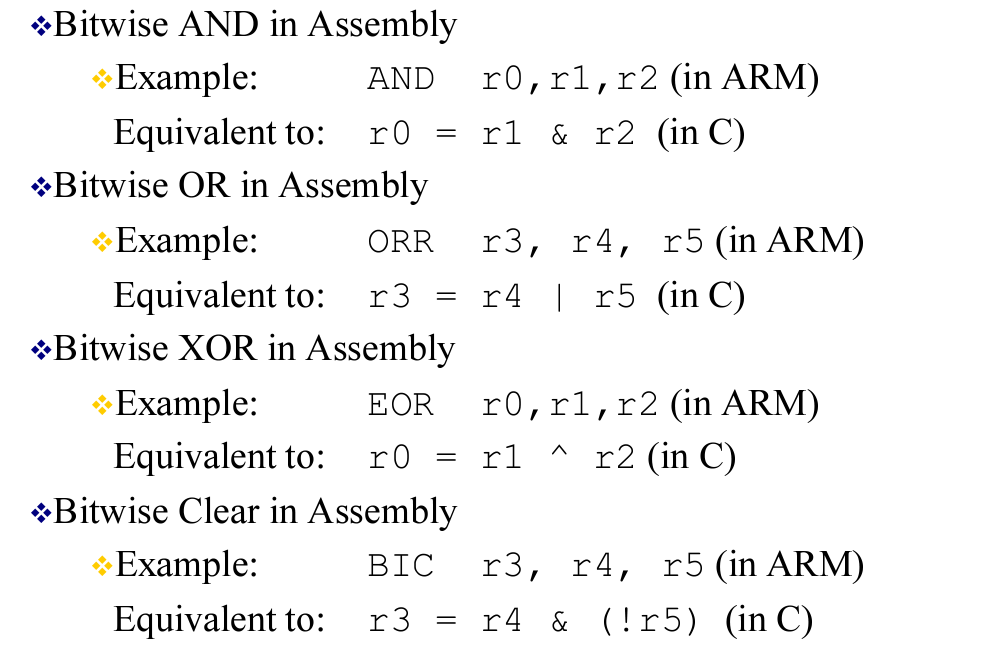 ❖Bitwise AND in Assembly
❖Example: AND r0,r1,r2 (in ARM)
Equivalent to: r0 = r1 & r2 (in C)
❖Bitwise OR in Assembly
❖Example: ORR r3, r4, r5 (in ARM)
Equivalent to: r3 = r4 | r5 (in C)
❖Bitwise XOR in Assembly
❖Example: EOR r0,r1,r2 (in ARM)
Equivalent to: r0 = r1 ^ r2 (in C)
❖Bitwise Clear in Assembly
❖Example: BIC r3, r4, r5 (in ARM)
Equivalent to: r3 = r4 & (!r5) (in C)